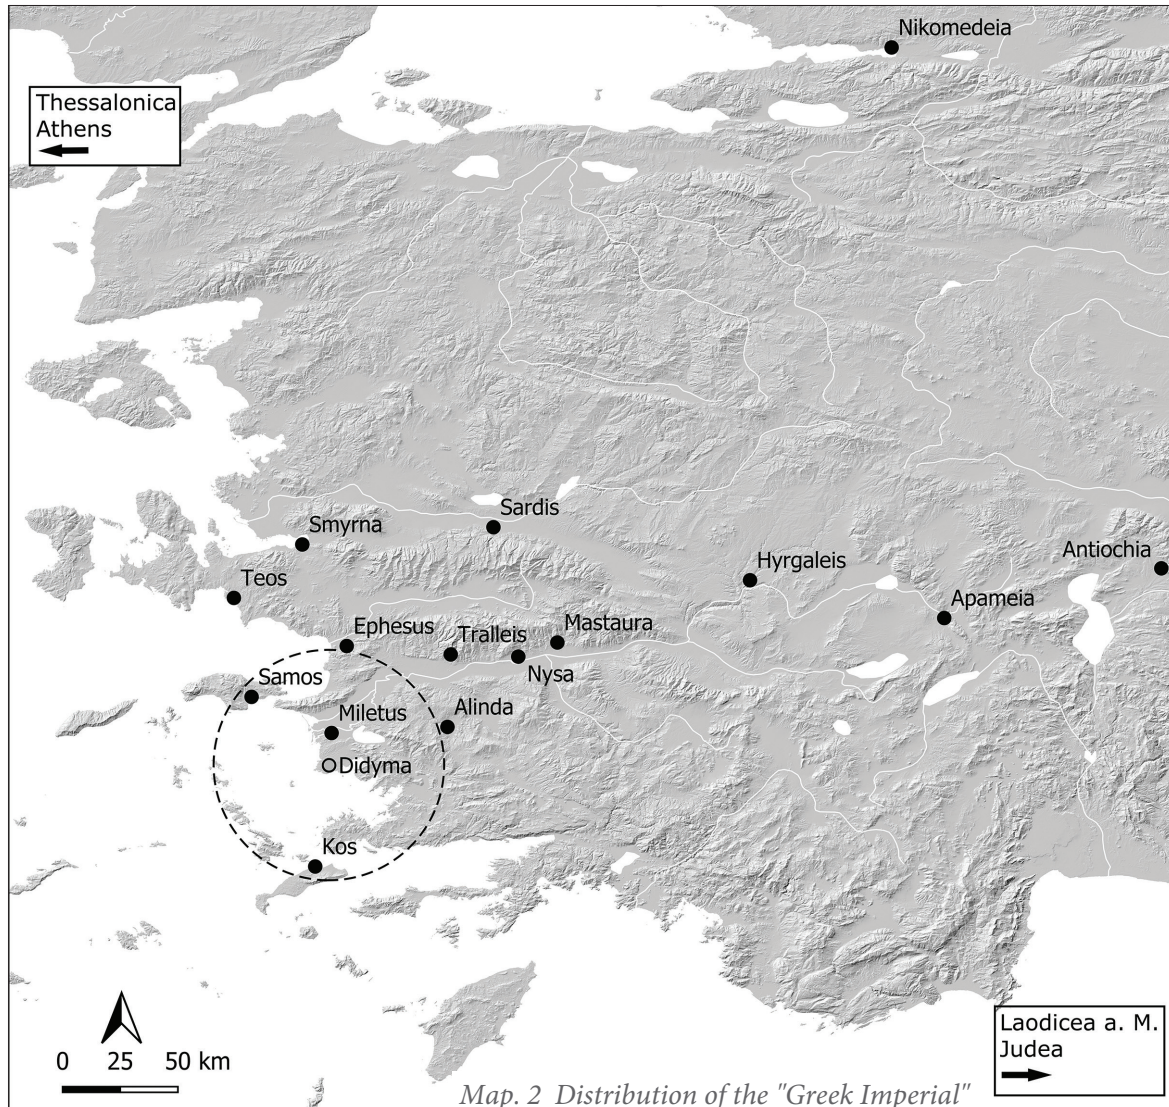 Nikomedeia
Thessalonica
Athens
Sardis
Smyrna
Antiochia
Hyrgaleis
Teos
Apameia
Ephesus
Tralleis
Mastaura
Nysa
Samos
Alinda
Miletus
Didyma
Kos
Laodicea a. M.
Judea
0 25 50 km
Map. 2 Distribution of the "Greek Imperial"